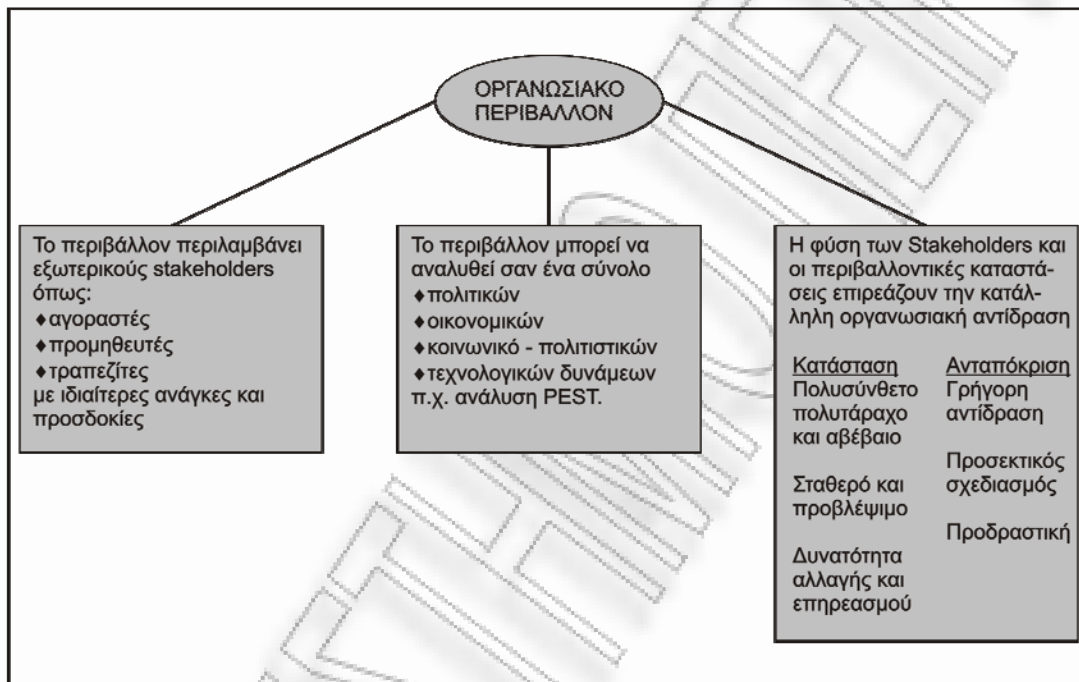 ΟΡΓΑΝΩΣΙΑΚΟ
ΠΕΡΙΒΑΛΛΟΝ
Το περιβάλλον περιλαμβάνει
εξωτερικούς stakeholders
όπως:
♦αγοραστές
♦προμηθευτές
♦τραπεζίτες
με ιδιαίτερες ανάγκες και
προσδοκίες
Το περιβάλλον μπορεί να
αναλυθεί σαν ένα σύνολο
♦πολιτικών
♦οικονομικών
♦κοινωνικό - πολιτιστικών
♦τεχνολογικών δυνάμεων
π.χ. ανάλυση PEST.
Η φύση των Stakeholders και
οι περιβαλλοντικές καταστά-
σεις επιρεάζουν την κατάλ-
ληλη οργανωσιακή αντίδραση
Κατάσταση
Πολυσύνθετο
πολυτάραχο
και αβέβαιο
Σταθερό και
προβλέψιμο
Δυνατότητα
αλλαγής και
επηρεασμού
Ανταπόκριση
Γρήγορη
αντίδραση
Προσεκτικός
σχεδιασμός
Προδραστική